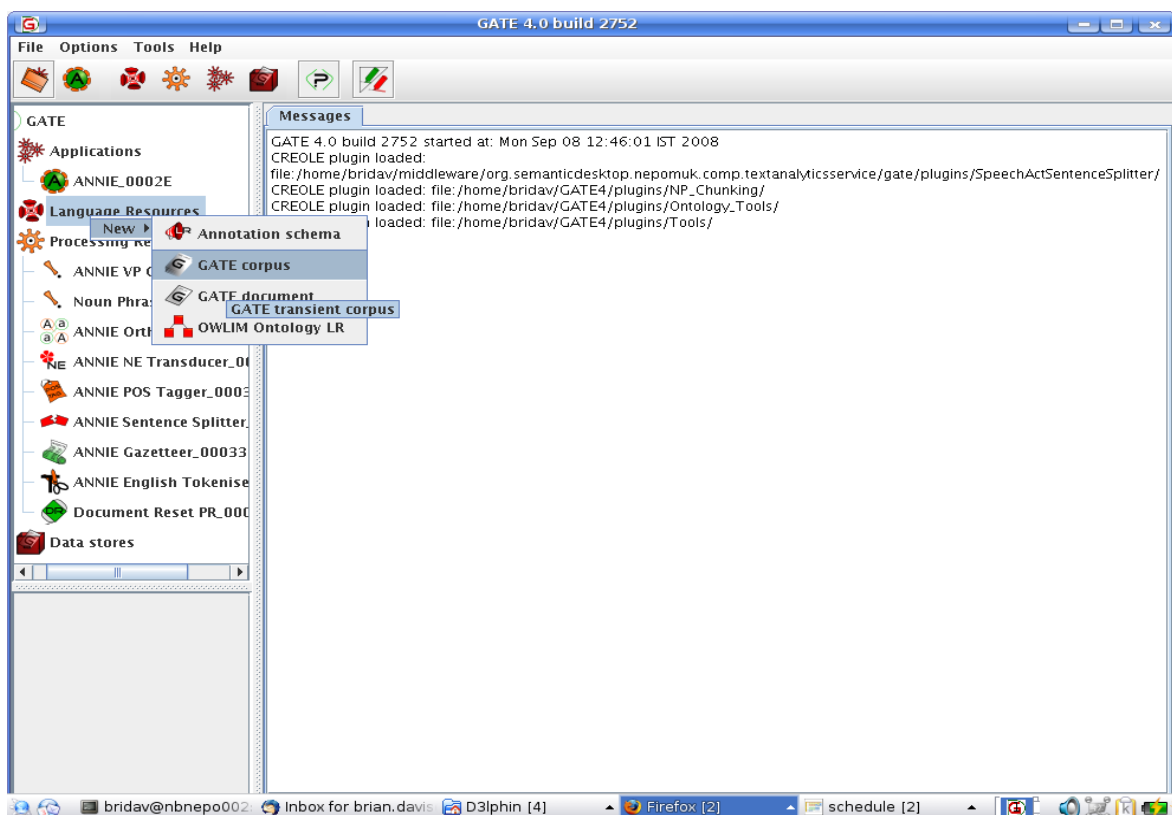 GATE 4.0 build 2752
File Options Tools Help
GATE
Applications
ANNIE_0002E
Language Resources
New
Annotation schema
GATE corpus
GATE document
GATE transient corpus
OWLIM Ontology LR
Processing Re
ANNIE VP
Noun Phra
ANNIE Orth
ANNIE NE Transducer_0
ANNIE POS Tagger_0003
ANNIE Sentence Splitter_
ANNIE Gazetteer_00033
ANNIE English Tokenise
Document Reset PR_000
Data stores
Messages
GATE 4.0 build 2752 started at: Mon Sep 08 12:46:01 IST 2008
CREOLE plugin loaded:
file:/home/bridav/middleware/org.semanticdesktop.nepomuk.comp.textanalyticsservice/gate/plugins/SpeechActSentenceSplitter/
CREOLE plugin loaded: file:/home/bridav/GATE4/plugins/NP_Chunking/
CREOLE plugin loaded: file:/home/bridav/GATE4/plugins/Ontology_Tools/
loaded: file:/home/bridav/GATE4/plugins/Tools/
bridav@nbnepo002 Inbox for brian.davis D3lphin [4] Firefox [2] schedule [2]